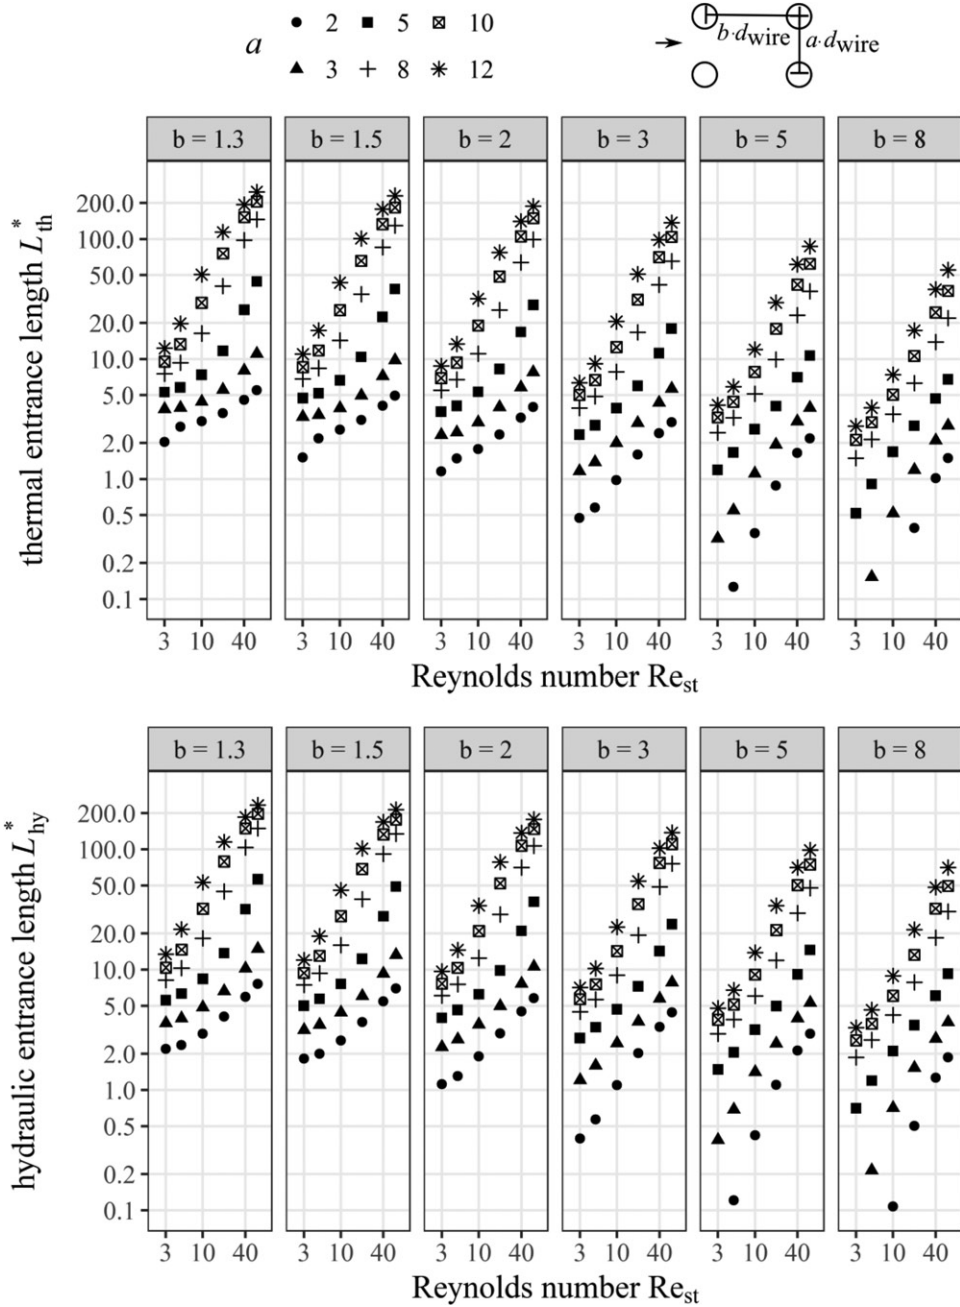 a 2 5 10
3 8 12
b·dwire a·dwire
b = 1.3 b = 1.5 b = 2 b = 3 b = 5 b = 8
thermal entrance length L*th
200.0
100.0
50.0
20.0
10.0
5.0
2.0
1.0
0.5
0.2
0.1
3 10 40 3 10 40 3 10 40 3 10 40 3 10 40 3 10 40
Reynolds number Rest
b = 1.3 b = 1.5 b = 2 b = 3 b = 5 b = 8
hydraulic entrance length L*hy
200.0
100.0
50.0
20.0
10.0
5.0
2.0
1.0
0.5
0.2
0.1
3 10 40 3 10 40 3 10 40 3 10 40 3 10 40 3 10 40
Reynolds number Rest